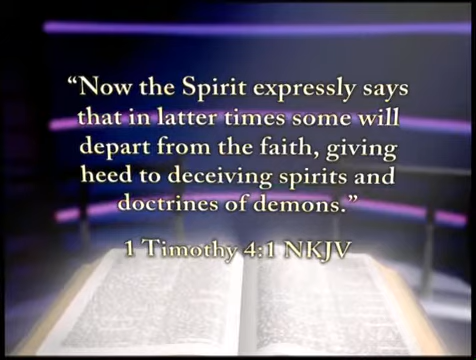 “Now the Spirit expressly says
that in latter times some will
depart from the faith, giving
heed to deceiving spirits and
doctrines of demons.”
1 Timothy 4:1 NKJV